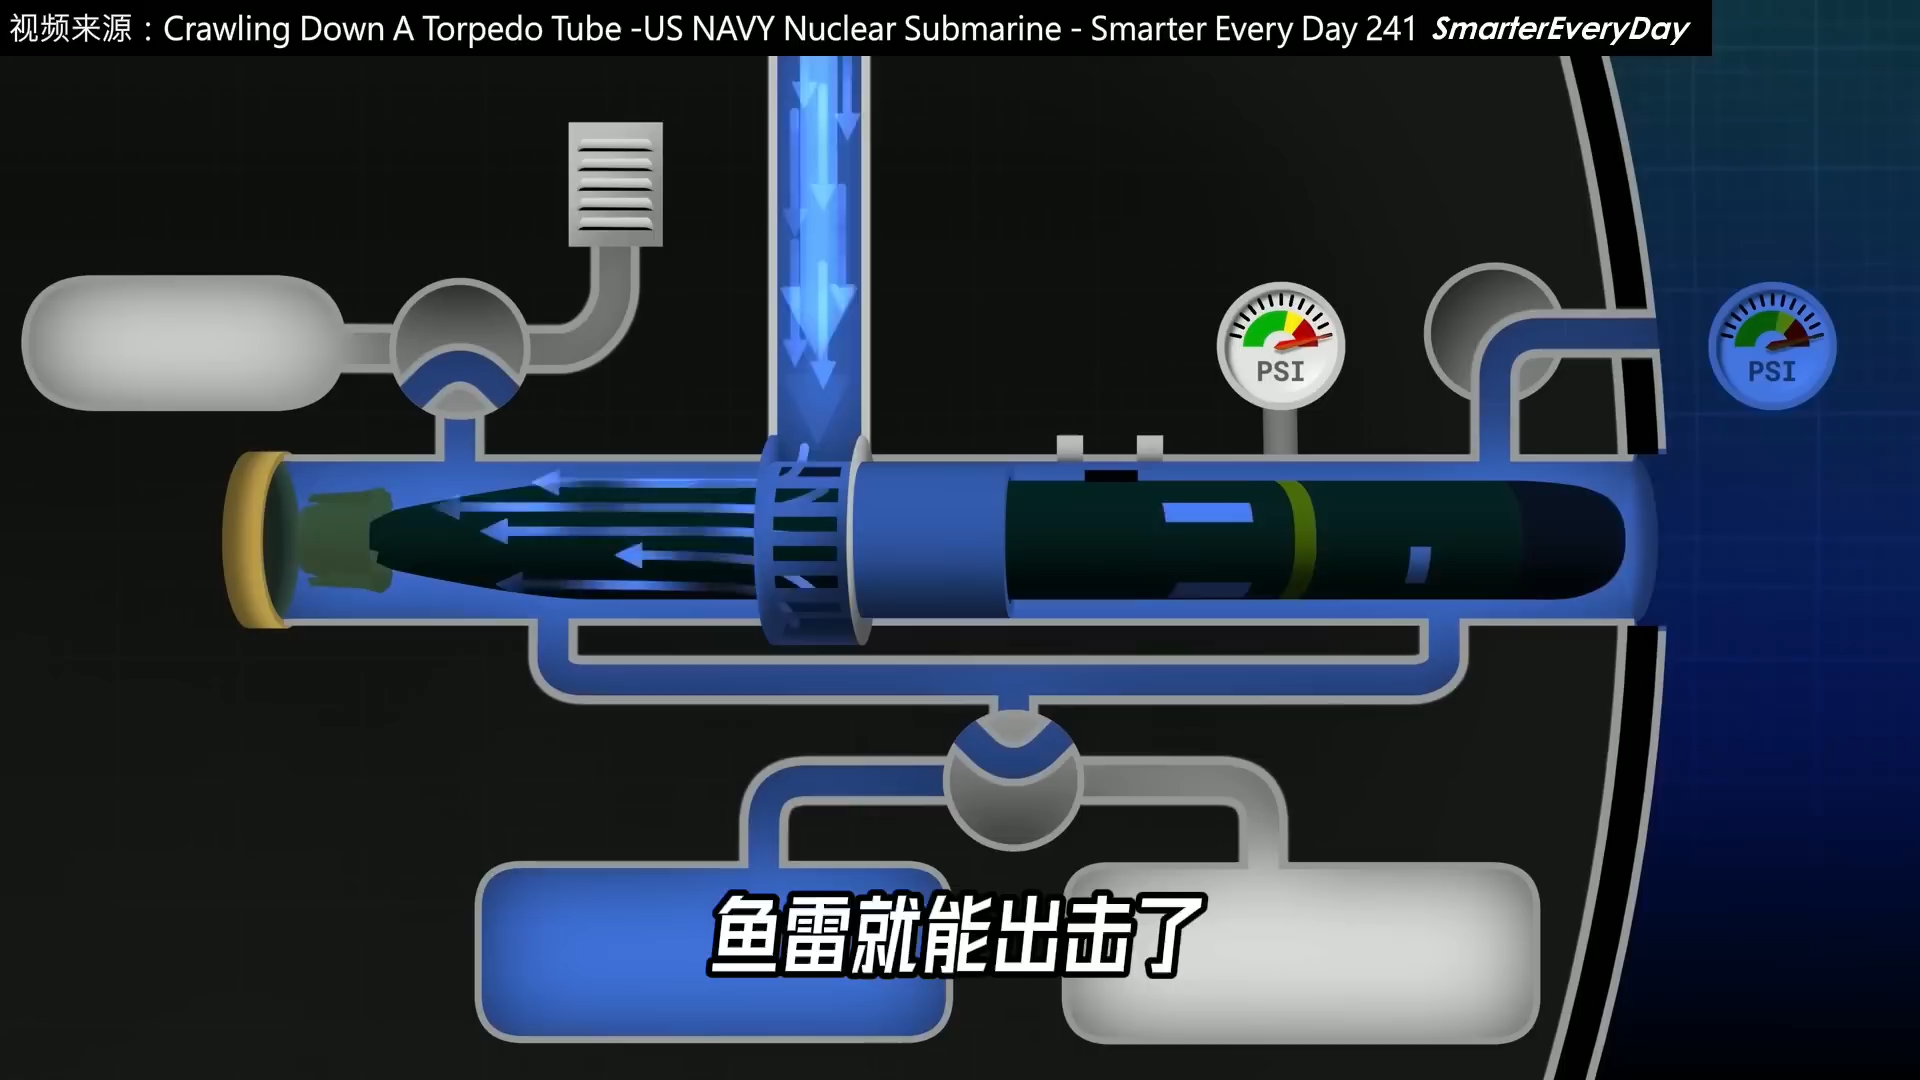 视频来源：Crawling Down A Torpedo Tube -US NAVY Nuclear Submarine - Smarter Every Day 241 SmarterEveryDay
PSI
PSI
鱼雷就能出击了